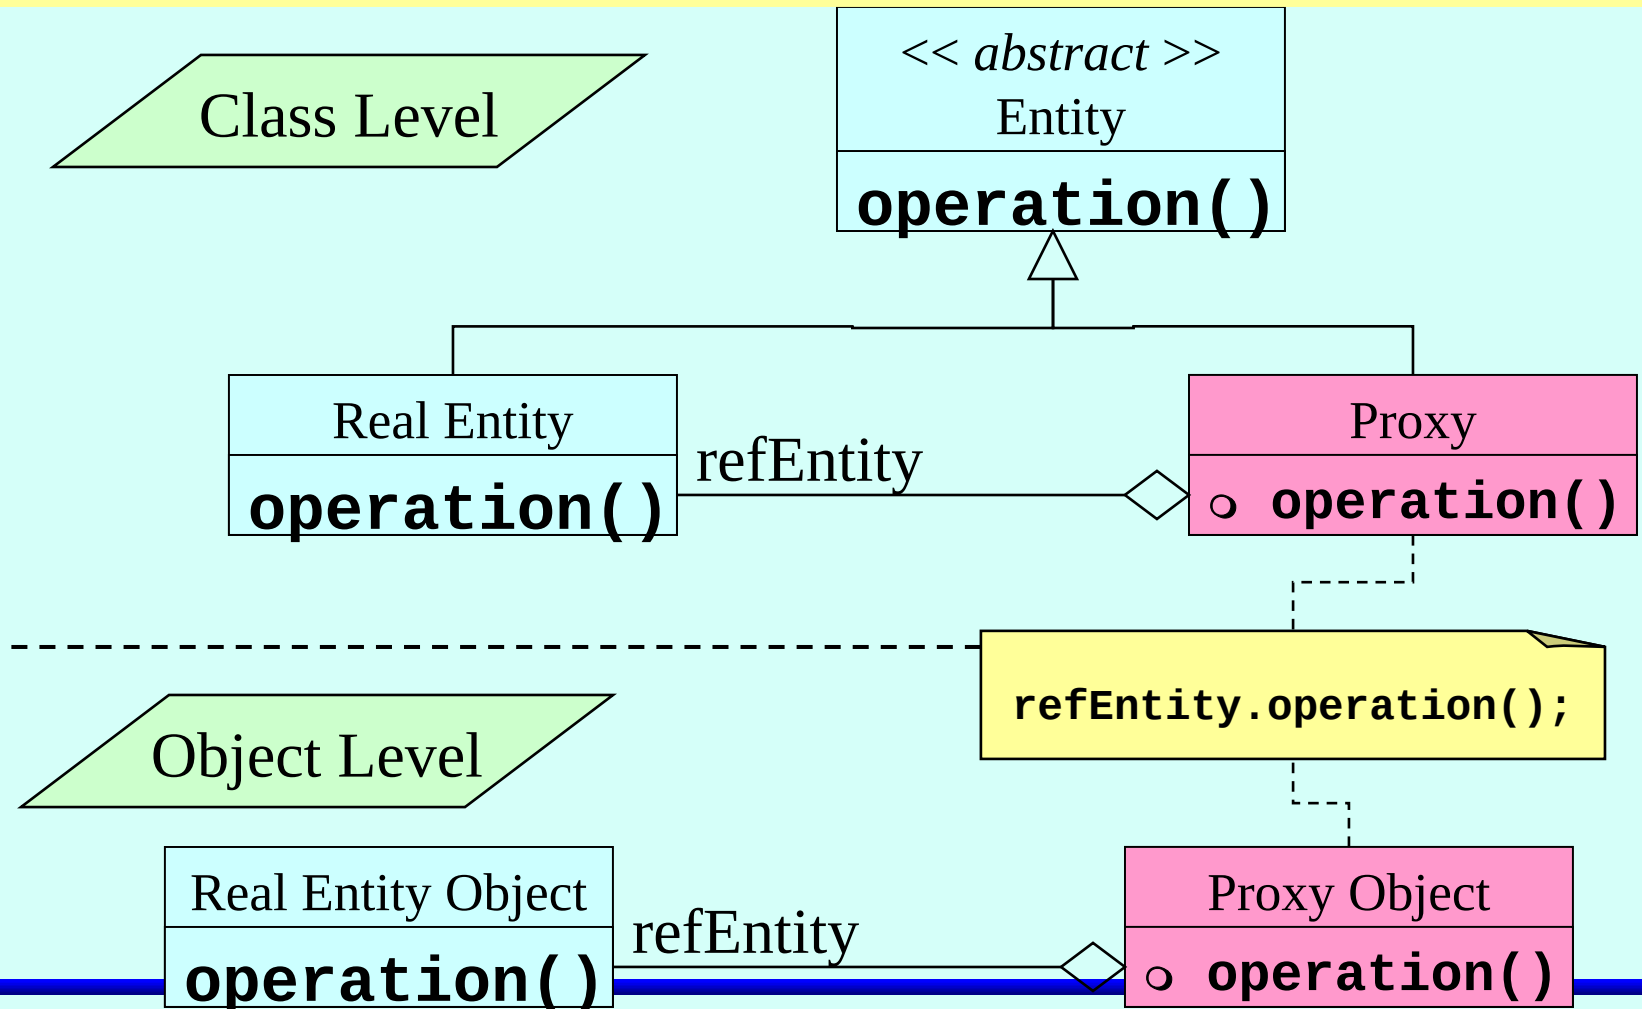 Class Level
<< abstract >>
Entity
operation()
Real Entity
operation()
refEntity
Proxy
operation()
refEntity.operation();
Object Level
Real Entity Object
operation()
refEntity
Proxy Object
operation()